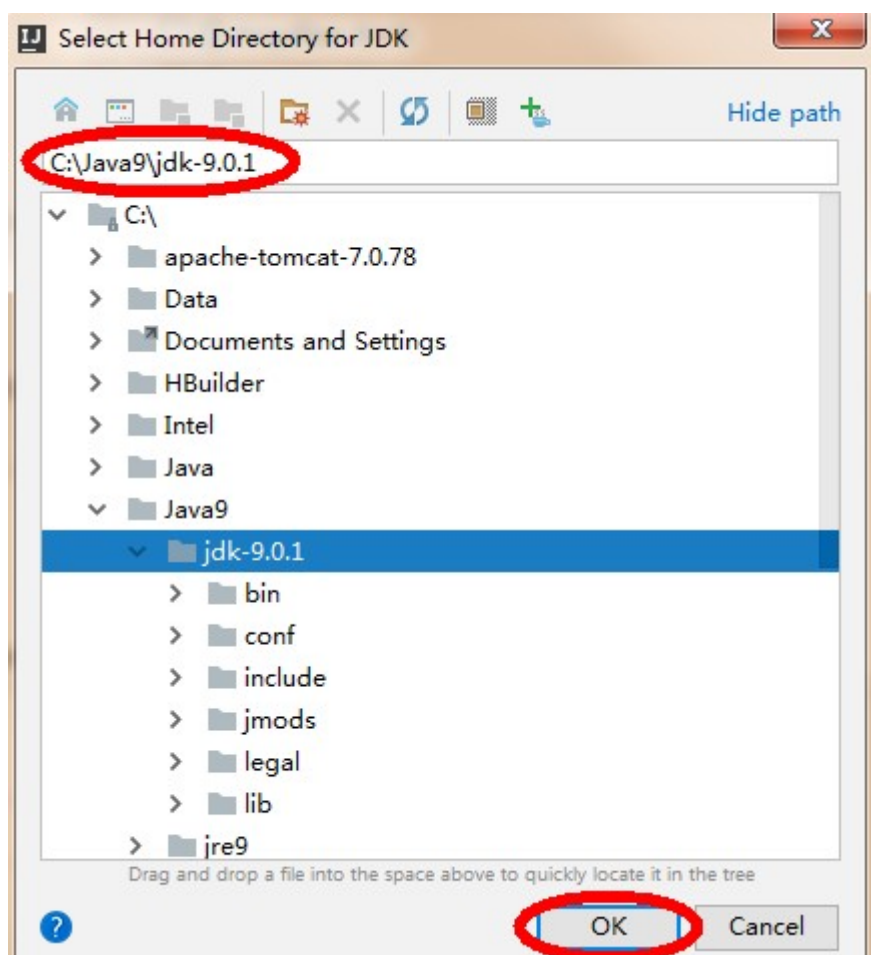 IJ Select Home Directory for JDK
Hide path
C:\Java9\jdk-9.0.1
C:\
apache-tomcat-7.0.78
Data
Documents and Settings
HBuilder
Intel
Java
Java9
jdk-9.0.1
bin
conf
include
jmods
legal
lib
jre9
Drag and drop a file into the space above to quickly locate it in the tree
? OK Cancel